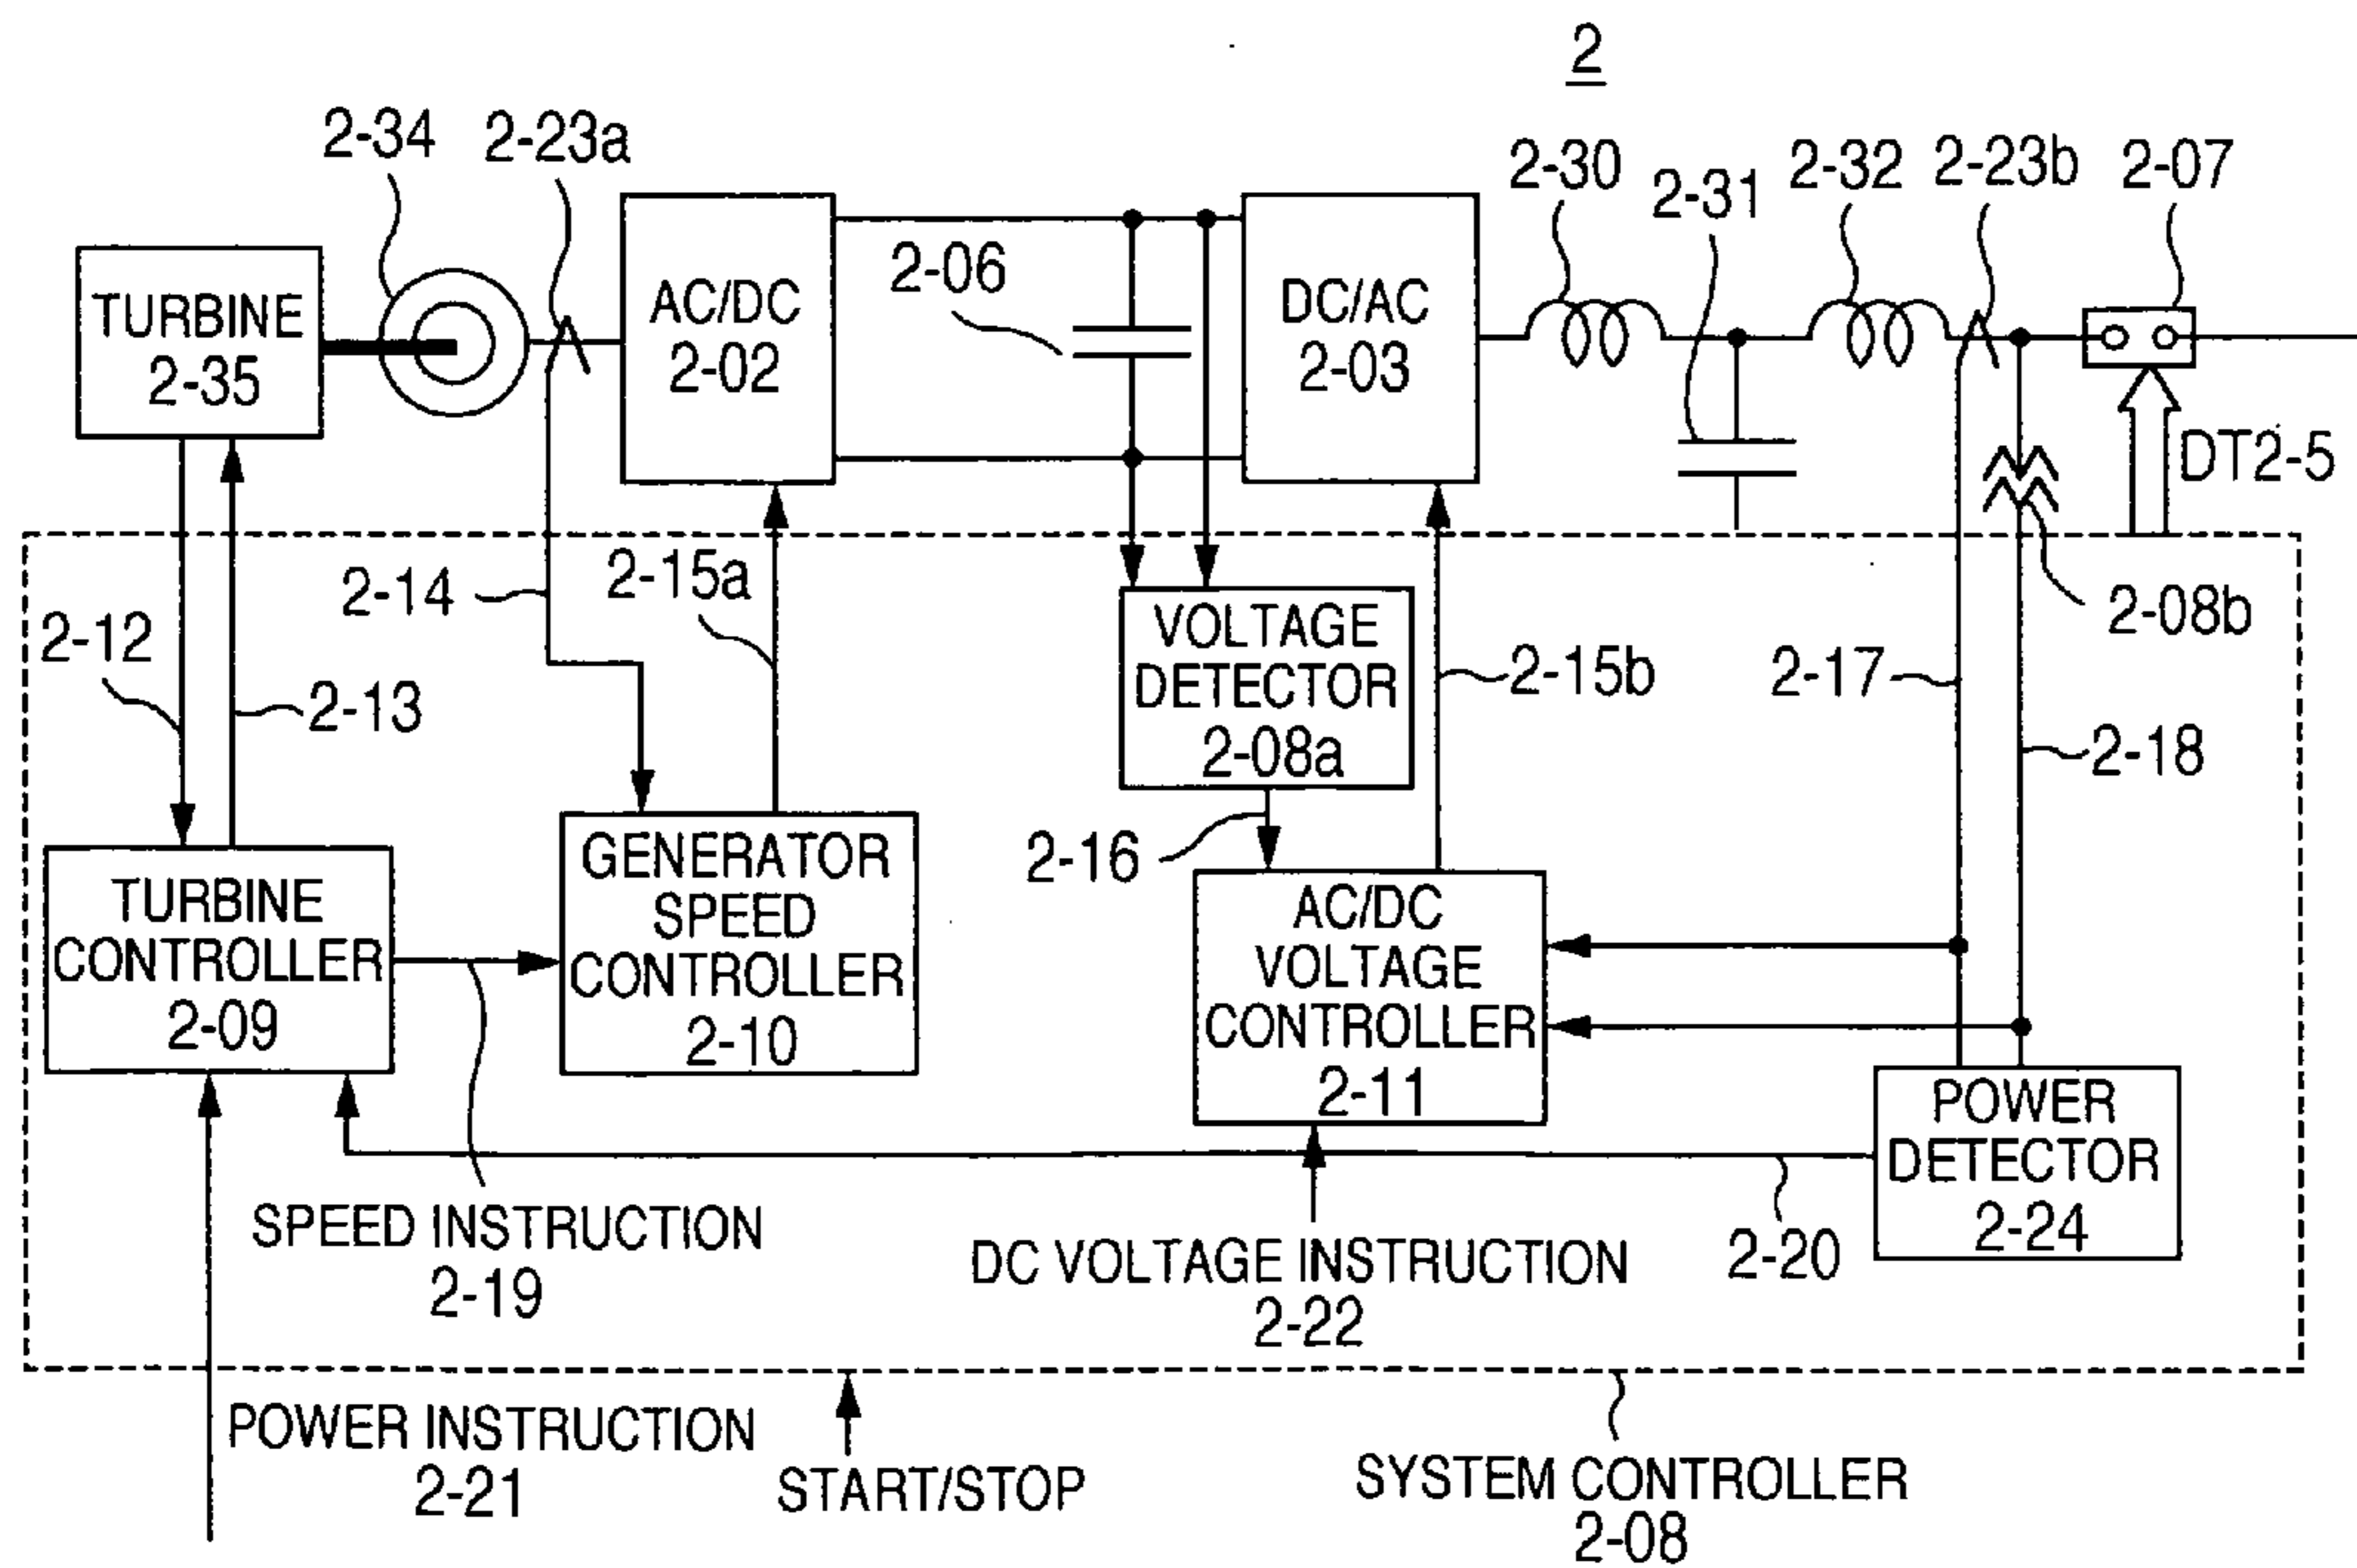 2
2-34
2-23a
2-30
2-31
2-32
2-23b
2-07
TURBINE
2-35
AC/DC
2-02
2-06
DC/AC
2-03
DT2-5
2-12
2-13
2-14
2-15a
VOLTAGE
DETECTOR
2-08a
2-15b
2-17
2-08b
2-18
2-16
TURBINE
CONTROLLER
2-09
GENERATOR
SPEED
CONTROLLER
2-10
AC/DC
VOLTAGE
CONTROLLER
2-11
POWER
DETECTOR
2-24
SPEED INSTRUCTION
2-19
DC VOLTAGE INSTRUCTION
2-22
2-20
POWER INSTRUCTION
2-21
START/STOP
SYSTEM CONTROLLER
2-08